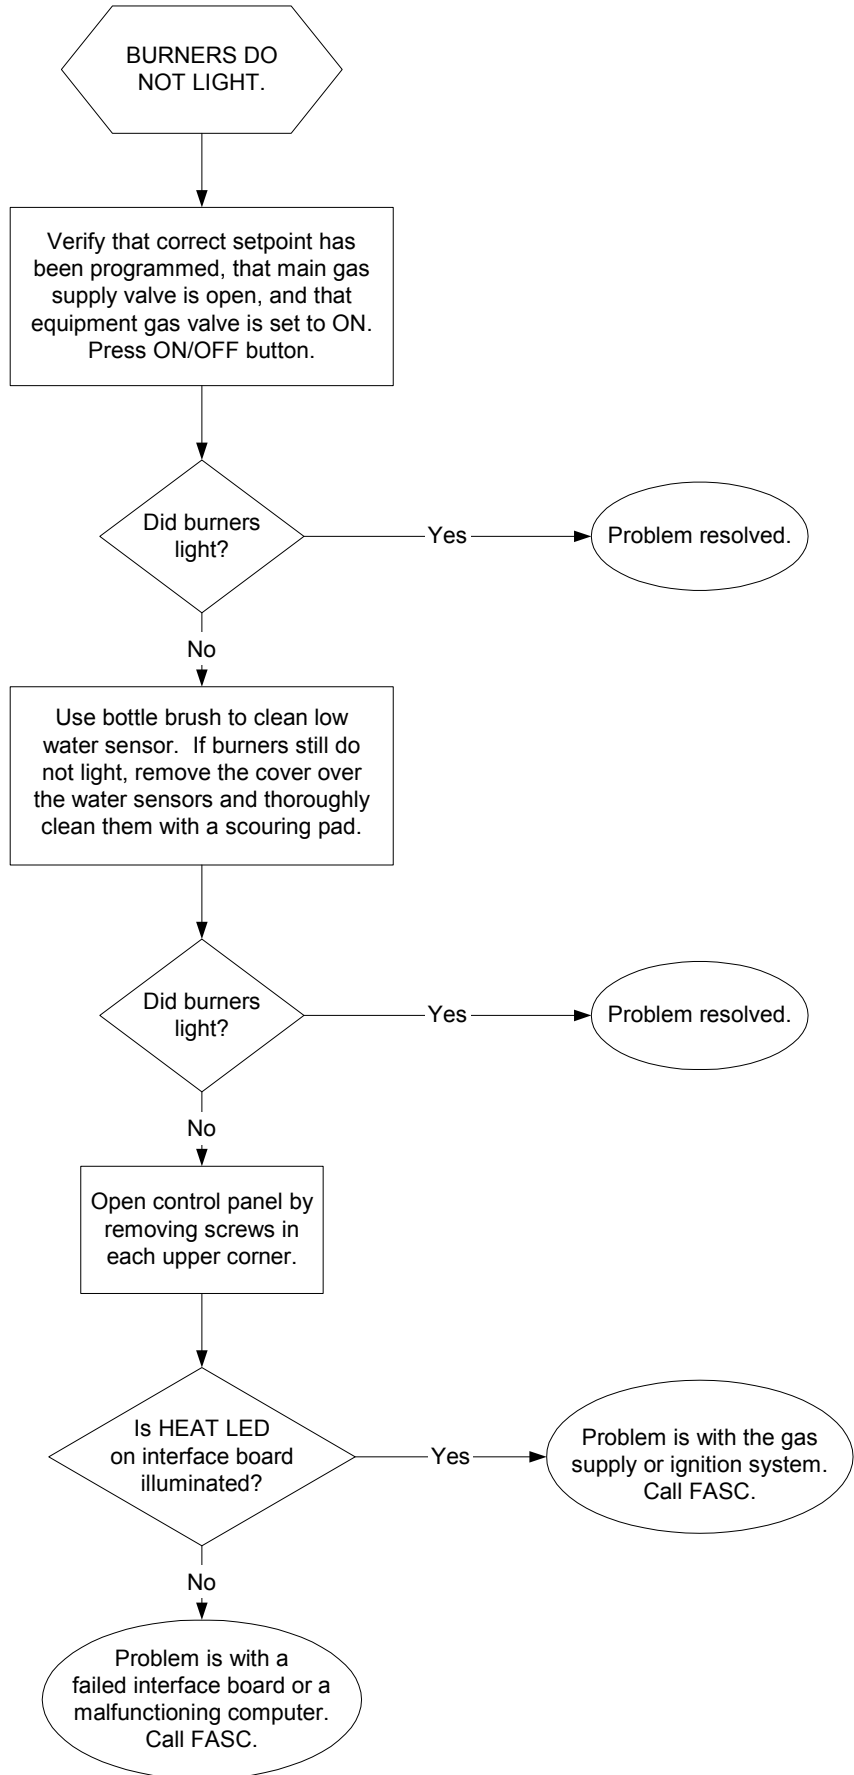 BURNERS DO
NOT LIGHT.
Verify that correct setpoint has
been programmed, that main gas
supply valve is open, and that
equipment gas valve is set to ON.
Press ON/OFF button.
Did burners
light?
Yes
Problem resolved.
No
Use bottle brush to clean low
water sensor. If burners still do
not light, remove the cover over
the water sensors and thoroughly
clean them with a scouring pad.
Did burners
light?
Yes
Problem resolved.
No
Open control panel by
removing screws in
each upper corner.
Is HEAT LED
on interface board
illuminated?
Yes
Problem is with the gas
supply or ignition system.
Call FASC.
No
Problem is with a
failed interface board or a
malfunctioning computer.
Call FASC.